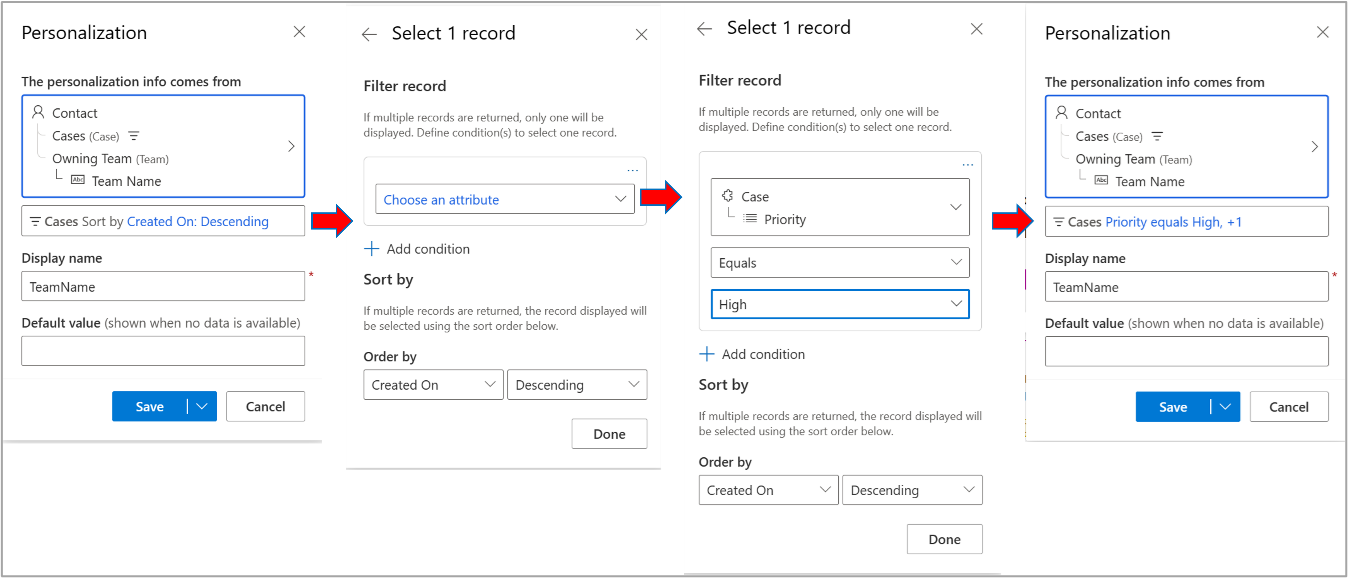 Personalization
The personalization info comes from
Contact
Cases (Case)
Owning Team (Team)
Abc Team Name
Cases Sort by Created On: Descending
Display name
TeamName
*
Default value (shown when no data is available)
Save
Cancel
Select 1 record
Filter record
If multiple records are returned, only one will be
displayed. Define condition(s) to select one record.
...
Choose an attribute
Add condition
Sort by
If multiple records are returned, the record displayed will
be selected using the sort order below.
Order by
Created On
Descending
Done
Select 1 record
Filter record
If multiple records are returned, only one will be
displayed. Define condition(s) to select one record.
...
Case
Priority
Equals
High
Add condition
Sort by
If multiple records are returned, the record displayed will
be selected using the sort order below.
Order by
Created On
Descending
Done
Personalization
The personalization info comes from
Contact
Cases (Case)
Owning Team (Team)
Abc Team Name
Cases Priority equals High, +1
Display name
TeamName
*
Default value (shown when no data is available)
Save
Cancel